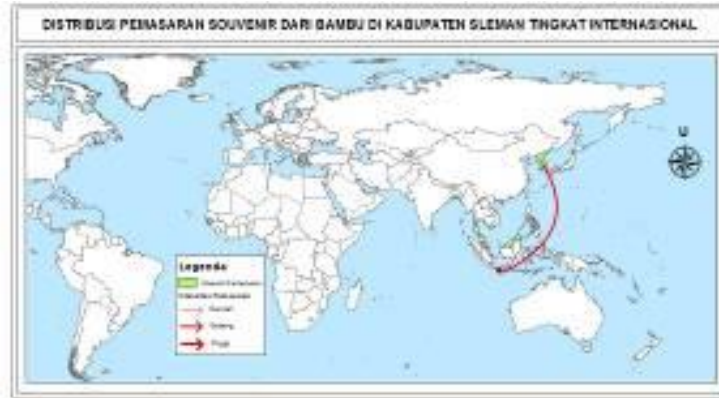 DISTRIBUSI PEMASARAN SOUVENIR DARI BAMBU DI KABUPATEN SLEMAN TINGKAT INTERNASIONAL
U
Legenda
Rendah
Sedang
Tinggi